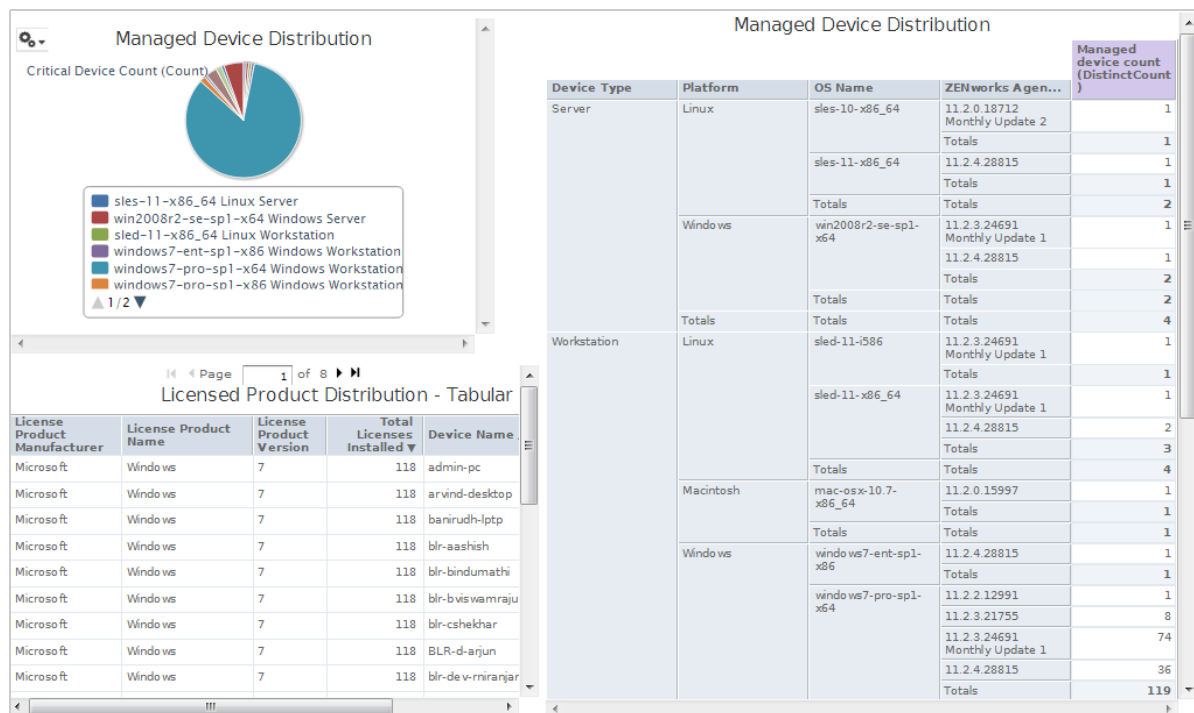 Managed Device Distribution
Critical Device Count (Count)
sles-11-x86_64 Linux Server
win2008r2-se-sp1-x64 Windows Server
sled-11-x86_64 Linux Workstation
windows7-ent-sp1-x86 Windows Workstation
windows7-pro-sp1-x64 Windows Workstation
windows7-pro-sp1-x86 Windows Workstation
1/2
Page 1 of 8
Licensed Product Distribution - Tabular
License Product Manufacturer License Product Name License Product Version Total Licenses Installed ▼ Device Name
Microsoft Windows 7 118 admin-pc
Microsoft Windows 7 118 arvind-desktop
Microsoft Windows 7 118 banirudh-lptp
Microsoft Windows 7 118 blr-aashish
Microsoft Windows 7 118 blr-bindumathi
Microsoft Windows 7 118 blr-bviswamraju
Microsoft Windows 7 118 blr-cshekhar
Microsoft Windows 7 118 BLR-d-arjun
Microsoft Windows 7 118 blr-dev-rniranjan
Managed Device Distribution
Device Type Platform OS Name ZENworks Agen... Managed device count (DistinctCount)
Server Linux sles-10-x86_64 11.2.0.18712 Monthly Update 2 1
Totals 1
sles-11-x86_64 11.2.4.28815 1
Totals 1
Totals Totals 2
Windows win2008r2-se-sp1-x64 11.2.3.24691 Monthly Update 1 1
11.2.4.28815 1
Totals 2
Totals Totals 2
Totals Totals Totals 4
Workstation Linux sled-11-i586 11.2.3.24691 Monthly Update 1 1
Totals 1
sled-11-x86_64 11.2.3.24691 Monthly Update 1 1
11.2.4.28815 2
Totals 3
Totals Totals 4
Macintosh mac-osx-10.7-x86_64 11.2.0.15997 1
Totals 1
Totals Totals 1
Windows windows7-ent-sp1-x86 11.2.4.28815 1
Totals 1
windows7-pro-sp1-x64 11.2.2.12991 1
11.2.3.21755 8
11.2.3.24691 Monthly Update 1 74
11.2.4.28815 36
Totals 119